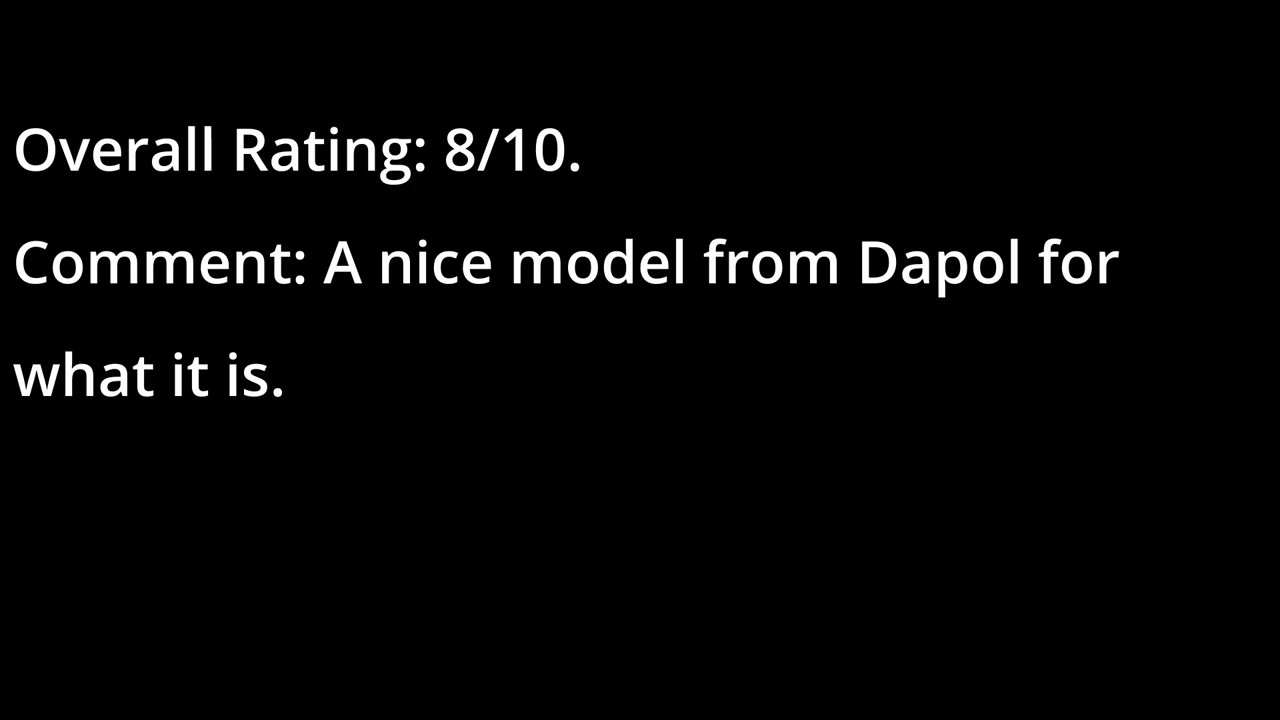 Overall Rating: 8/10.
Comment: A nice model from Dapol for
what it is.